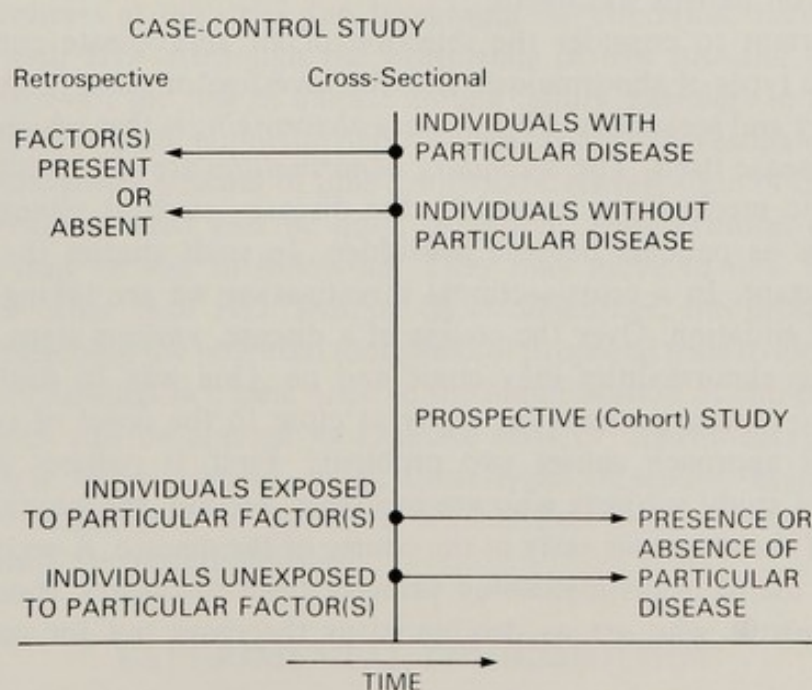 CASE-CONTROL STUDY
Retrospective
Cross-Sectional
FACTOR(S)
PRESENT
OR
ABSENT
INDIVIDUALS WITH
PARTICULAR DISEASE
INDIVIDUALS WITHOUT
PARTICULAR DISEASE
PROSPECTIVE (Cohort) STUDY
INDIVIDUALS EXPOSED
TO PARTICULAR FACTOR(S)
INDIVIDUALS UNEXPOSED
TO PARTICULAR FACTOR(S)
PRESENCE OR
ABSENCE OF
PARTICULAR
DISEASE
TIME